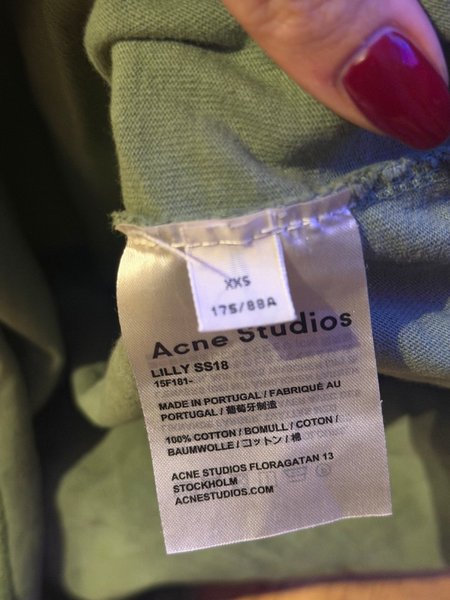 XXS
175/88A
Acne Studios
LILLY SS18
15F181-
MADE IN PORTUGAL / FABRIQUÉ AU
PORTUGAL / 葡萄牙制造
100% COTTON / BOMULL / COTON /
BAUMWOLLE / コットン / 棉
ACNE STUDIOS FLORAGATAN 13
STOCKHOLM
ACNESTUDIOS.COM